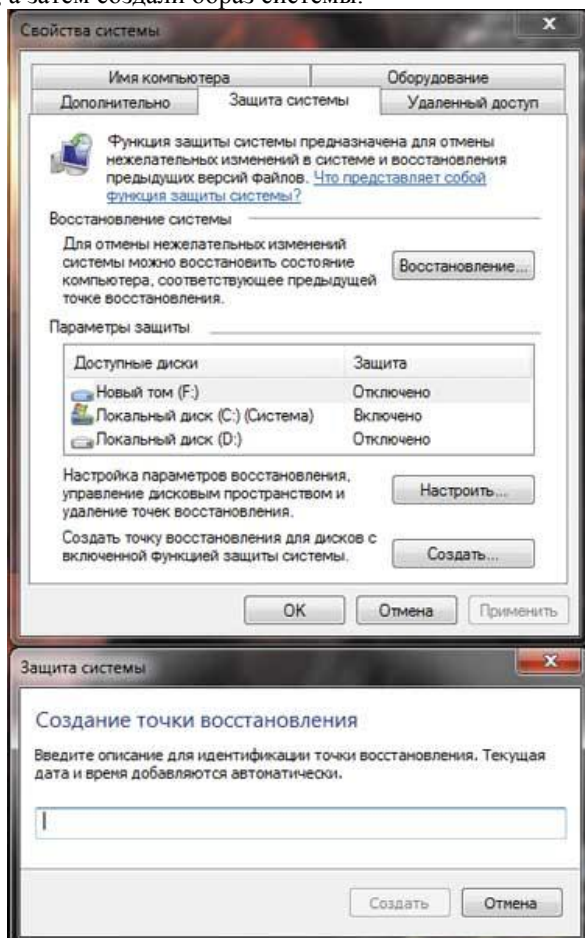 а затем создали образ системы.
Свойства системы
Имя компьютера
Оборудование
Дополнительно
Защита системы
Удаленный доступ
Функция защиты системы предназначена для отмены
нежелательных изменений в системе и восстановления
предыдущих версий файлов. Что представляет собой
функция защиты системы?
Восстановление системы
Для отмены нежелательных изменений
системы можно восстановить состояние
компьютера, соответствующее предыдущей
точке восстановления.
Восстановление...
Параметры защиты
Доступные диски
Защита
Новый том (F:)
Отключено
Локальный диск (C:) (Система)
Включено
Локальный диск (D:)
Отключено
Настройка параметров восстановления,
управление дисковым пространством и
удаление точек восстановления.
Настроить...
Создать точку восстановления для дисков с
включенной функцией защиты системы.
Создать...
OK
Отмена
Применить
Защита системы
Создание точки восстановления
Введите описание для идентификации точки восстановления. Текущая
дата и время добавляются автоматически.
Создать
Отмена